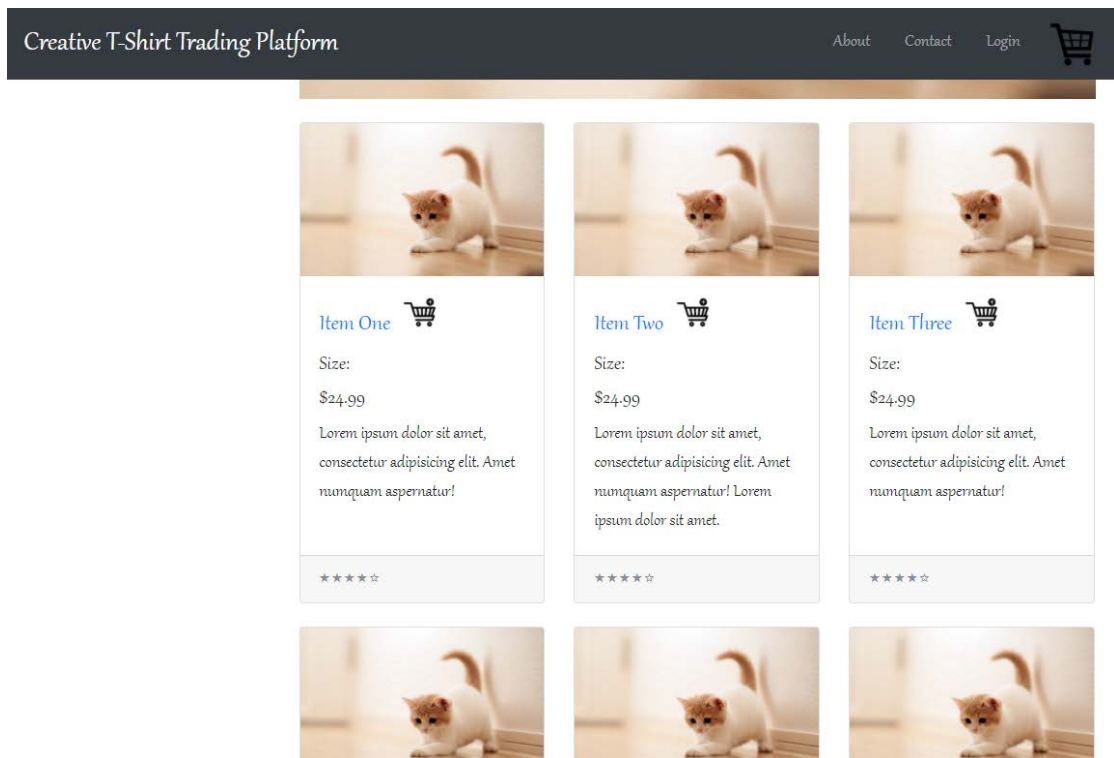 Creative T-Shirt Trading Platform
About Contact Login
Item One
Size:
$24.99
Lorem ipsum dolor sit amet,
consectetur adipisicing elit. Amet
numquam aspernatur!
★★★★☆
Item Two
Size:
$24.99
Lorem ipsum dolor sit amet,
consectetur adipisicing elit. Amet
numquam aspernatur! Lorem
ipsum dolor sit amet.
★★★★☆
Item Three
Size:
$24.99
Lorem ipsum dolor sit amet,
consectetur adipisicing elit. Amet
numquam aspernatur!
★★★★☆